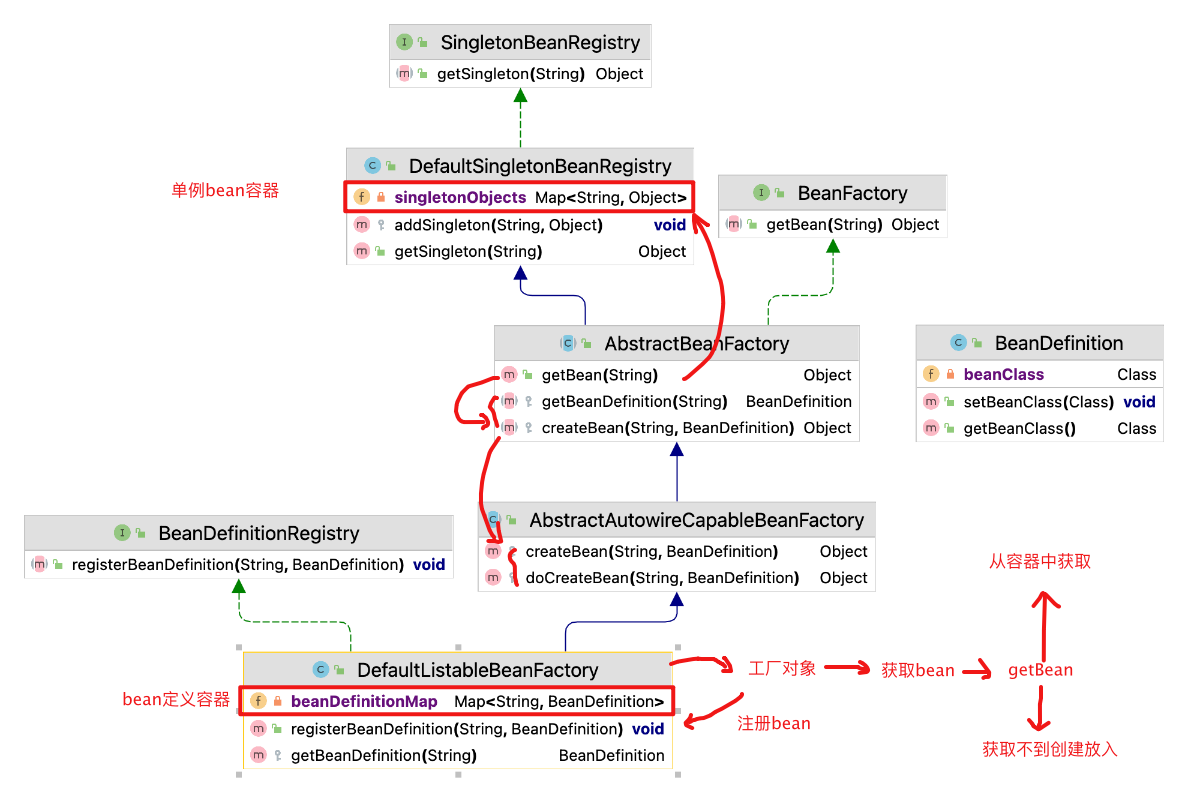 SingletonBeanRegistry
getSingleton(String) Object
DefaultSingletonBeanRegistry
单例bean容器
singletonObjects Map<String, Object>
addSingleton(String, Object) void
getSingleton(String) Object
BeanFactory
getBean(String) Object
AbstractBeanFactory
getBean(String) Object
getBeanDefinition(String) BeanDefinition
createBean(String, BeanDefinition) Object
BeanDefinition
beanClass Class
setBeanClass(Class) void
getBeanClass() Class
AbstractAutowireCapableBeanFactory
createBean(String, BeanDefinition) Object
doCreateBean(String, BeanDefinition) Object
BeanDefinitionRegistry
registerBeanDefinition(String, BeanDefinition) void
DefaultListableBeanFactory
bean定义容器
beanDefinitionMap Map<String, BeanDefinition>
registerBeanDefinition(String, BeanDefinition) void
getBeanDefinition(String) BeanDefinition
从容器中获取
工厂对象
获取bean
getBean
注册bean
获取不到创建放入